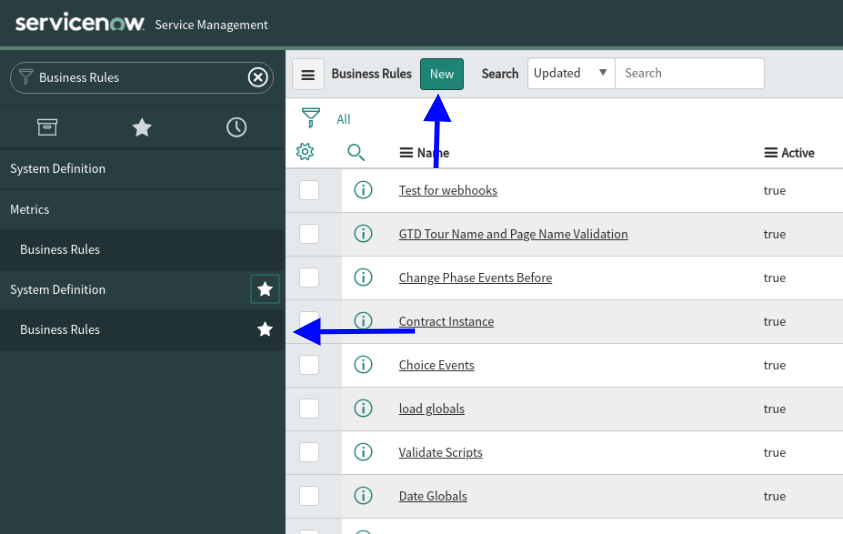 servicenow. Service Management
Business Rules
System Definition
Metrics
Business Rules
System Definition
Business Rules
Business Rules New Search Updated Search
All
Name Active
Test for webhooks true
GTD Tour Name and Page Name Validation true
Change Phase Events Before true
Contract Instance true
Choice Events true
load globals true
Validate Scripts true
Date Globals true